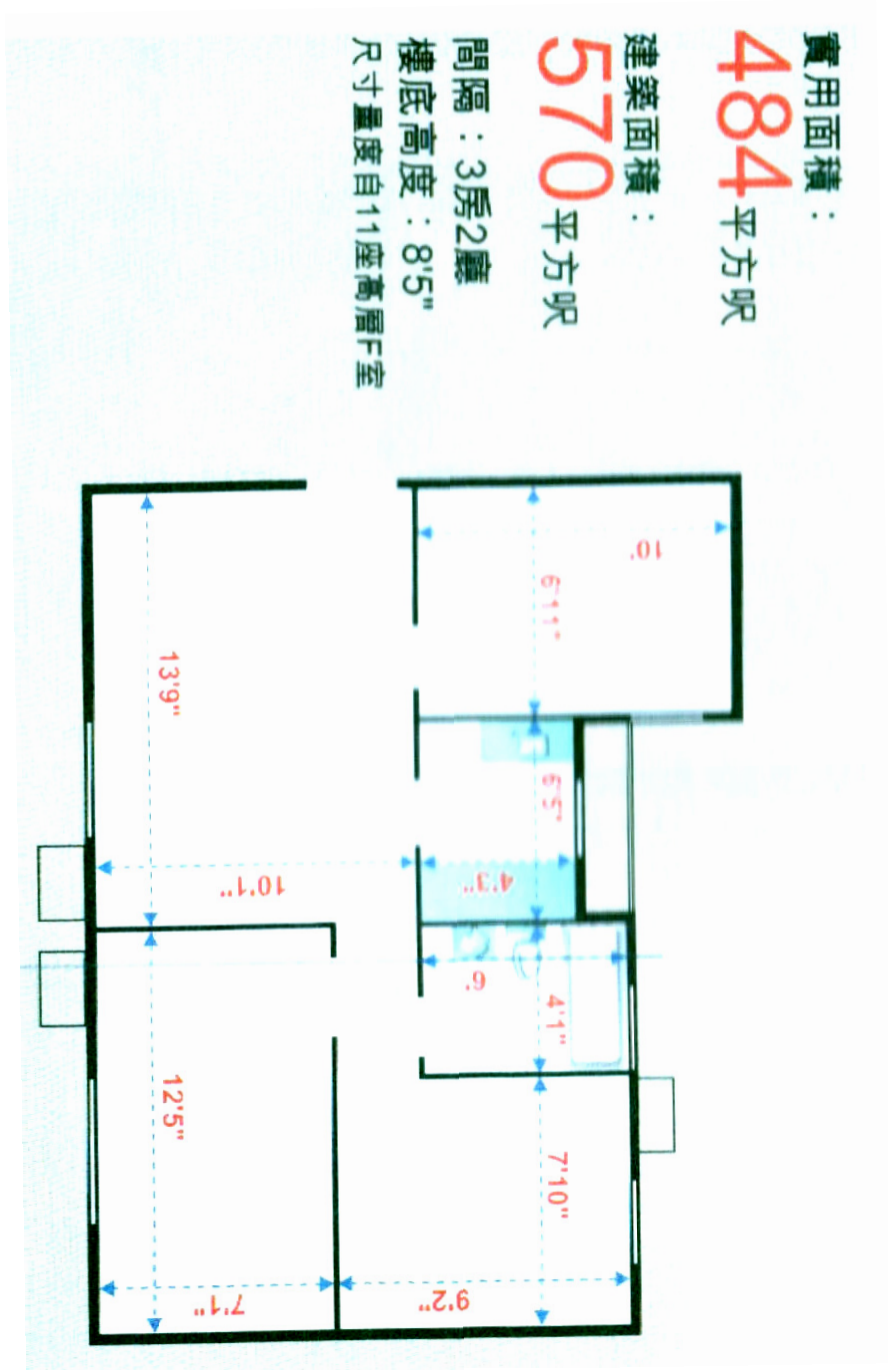 實用面積：
484平方呎
建築面積：
570平方呎
間隔：3房2廳
樓底高度：8'5"
尺寸量度自11座高層F室
10'
6'11"
13'9"
6'5"
4'3"
10'1"
6'
4'1"
12'5"
7'10"
7'1"
9'2"